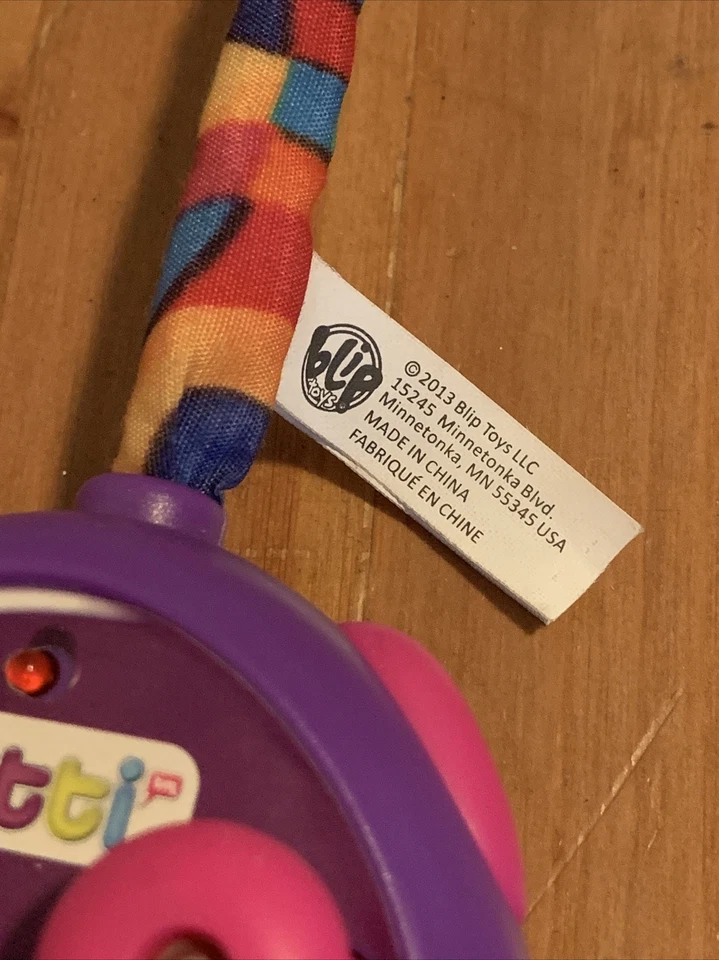 blip
toys
©2013 Blip Toys LLC
15245 Minnetonka Blvd.
Minnetonka, MN 55345 USA
MADE IN CHINA
FABRIQUÉ EN CHINE
tti